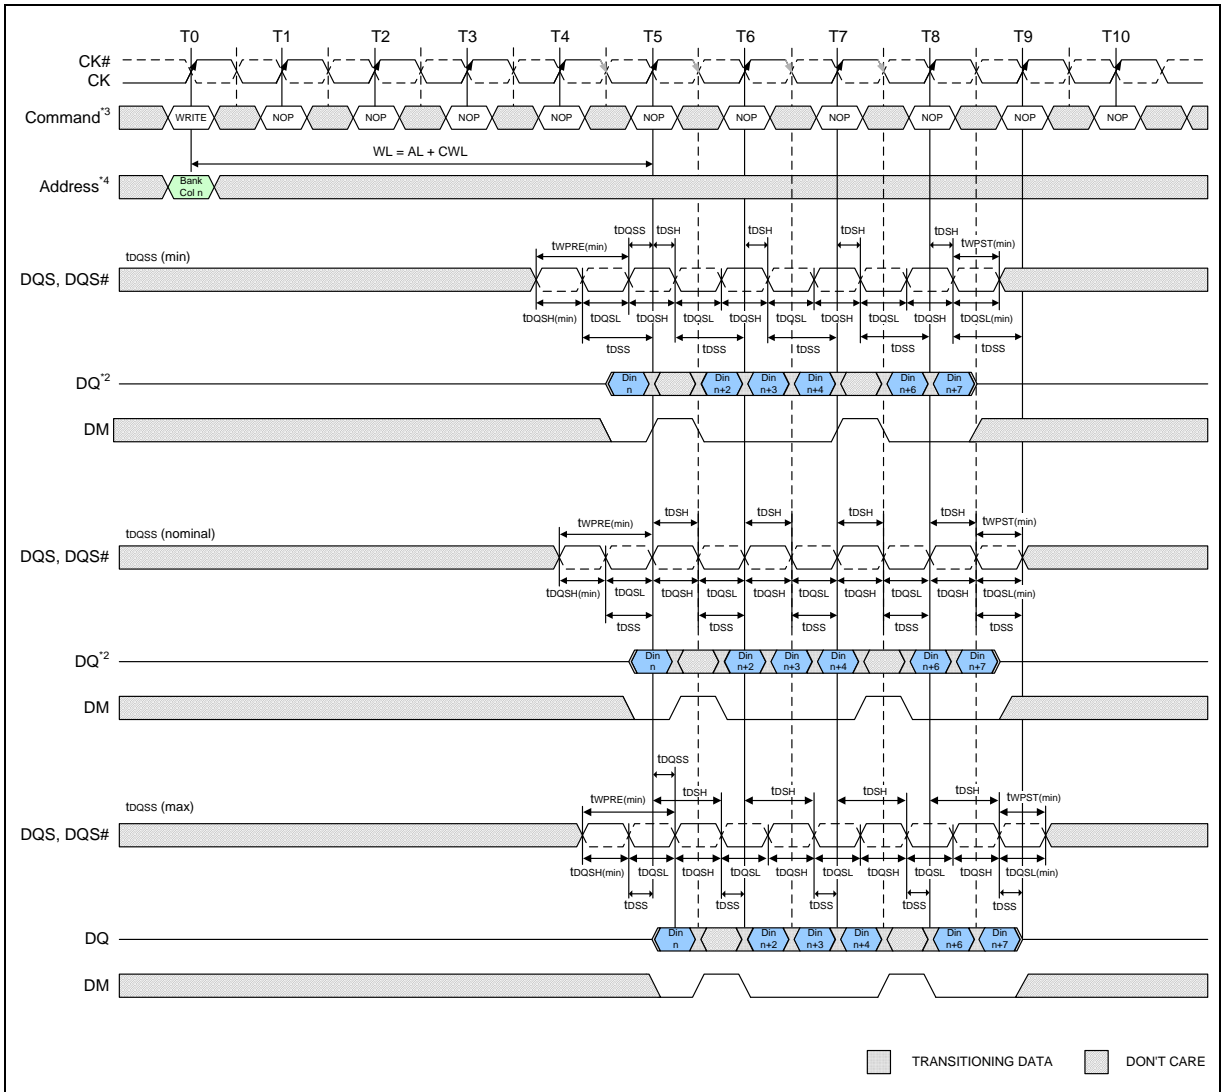 T0 T1 T2 T3 T4 T5 T6 T7 T8 T9 T10
CK#
CK
Command*3 WRITE NOP NOP NOP NOP NOP NOP NOP NOP NOP NOP
WL = AL + CWL
Address*4 Bank Col n
tDQSS tDSH tDSH tDSH tDSH
tWPRE(min) tWPST(min)
tDQSS (min)
DQS, DQS#
tDQSH(min) tDQSL tDQSH tDQSL tDQSH tDQSL tDQSH tDQSL tDQSH tDQSL(min)
tDSS tDSS tDSS tDSS tDSS
DQ*2 Din n Din n+2 Din n+3 Din n+4 Din n+6 Din n+7
DM
tDSH tDSH tDSH tDSH
tWPRE(min) tWPST(min)
tDQSS (nominal)
DQS, DQS#
tDQSH(min) tDQSL tDQSH tDQSL tDQSH tDQSL tDQSH tDQSL tDQSH tDQSL(min)
tDSS tDSS tDSS tDSS tDSS
DQ*2 Din n Din n+2 Din n+3 Din n+4 Din n+6 Din n+7
DM
tDQSS
tWPRE(min) tDSH tDSH tDSH tDSH tWPST(min)
tDQSS (max)
DQS, DQS#
tDQSH(min) tDQSL tDQSH tDQSL tDQSH tDQSL tDQSH tDQSL tDQSH tDQSL(min)
tDSS tDSS tDSS tDSS tDSS
DQ Din n Din n+2 Din n+3 Din n+4 Din n+6 Din n+7
DM
TRANSITIONING DATA DON'T CARE